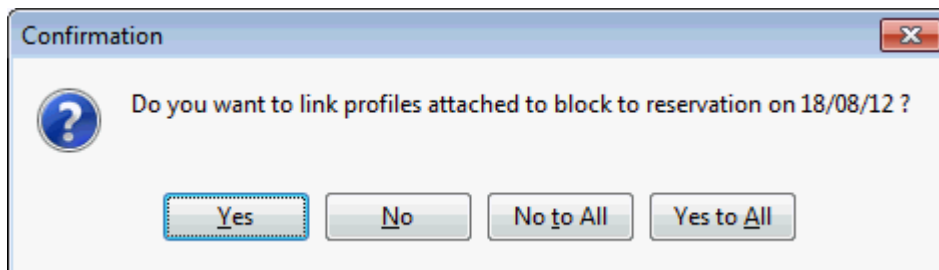 Confirmation
Do you want to link profiles attached to block to reservation on 18/08/12 ?
Yes No No to All Yes to All